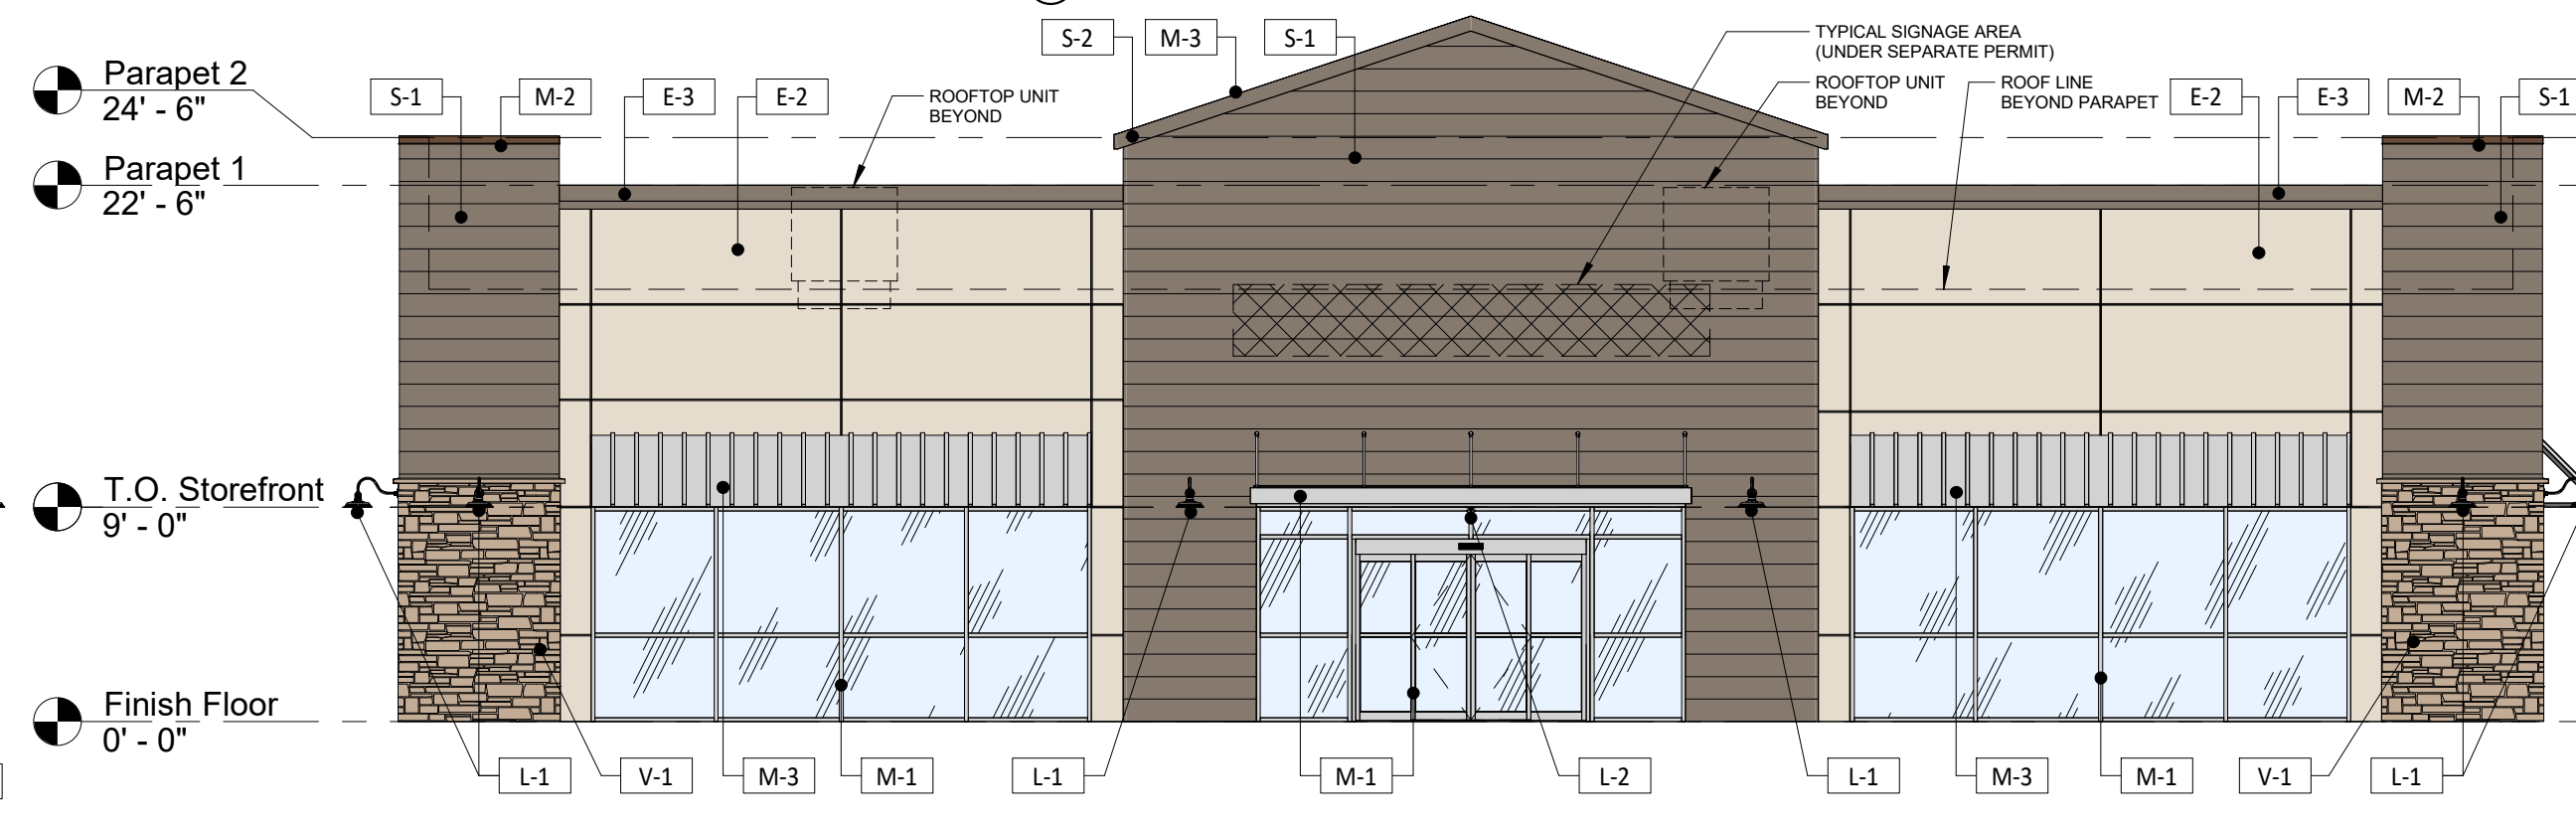 S-2
M-3
S-1
TYPICAL SIGNAGE AREA
(UNDER SEPARATE PERMIT)
Parapet 2
24' - 6"
S-1
M-2
E-3
E-2
ROOFTOP UNIT
BEYOND
ROOFTOP UNIT
BEYOND
ROOF LINE
BEYOND PARAPET
E-2
E-3
M-2
S-1
Parapet 1
22' - 6"
T.O. Storefront
9' - 0"
Finish Floor
0' - 0"
L-1
V-1
M-3
M-1
L-1
M-1
L-2
L-1
M-3
M-1
V-1
L-1